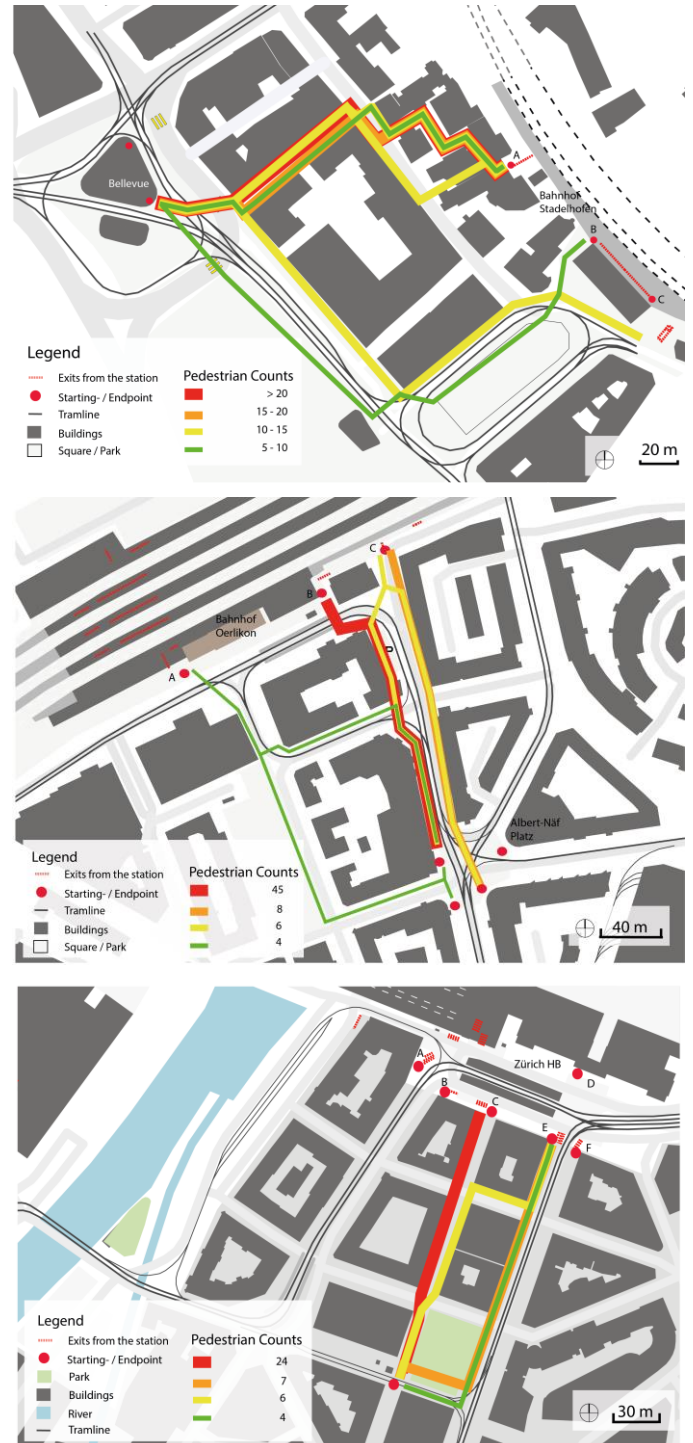 Bellevue
A
Bahnhof
Stadelhofen
B
C
Legend
Exits from the station
Starting- / Endpoint
Tramline
Buildings
Square / Park
Pedestrian Counts
> 20
15 - 20
10 - 15
5 - 10
20 m
C
B
Bahnhof
Oerlikon
A
Albert-Näf
Platz
Legend
Exits from the station
Starting- / Endpoint
Tramline
Buildings
Square / Park
Pedestrian Counts
45
8
6
4
40 m
A
Zürich HB
B
D
C
E
F
Legend
Exits from the station
Starting- / Endpoint
Park
Buildings
River
Tramline
Pedestrian Counts
24
7
6
4
30 m